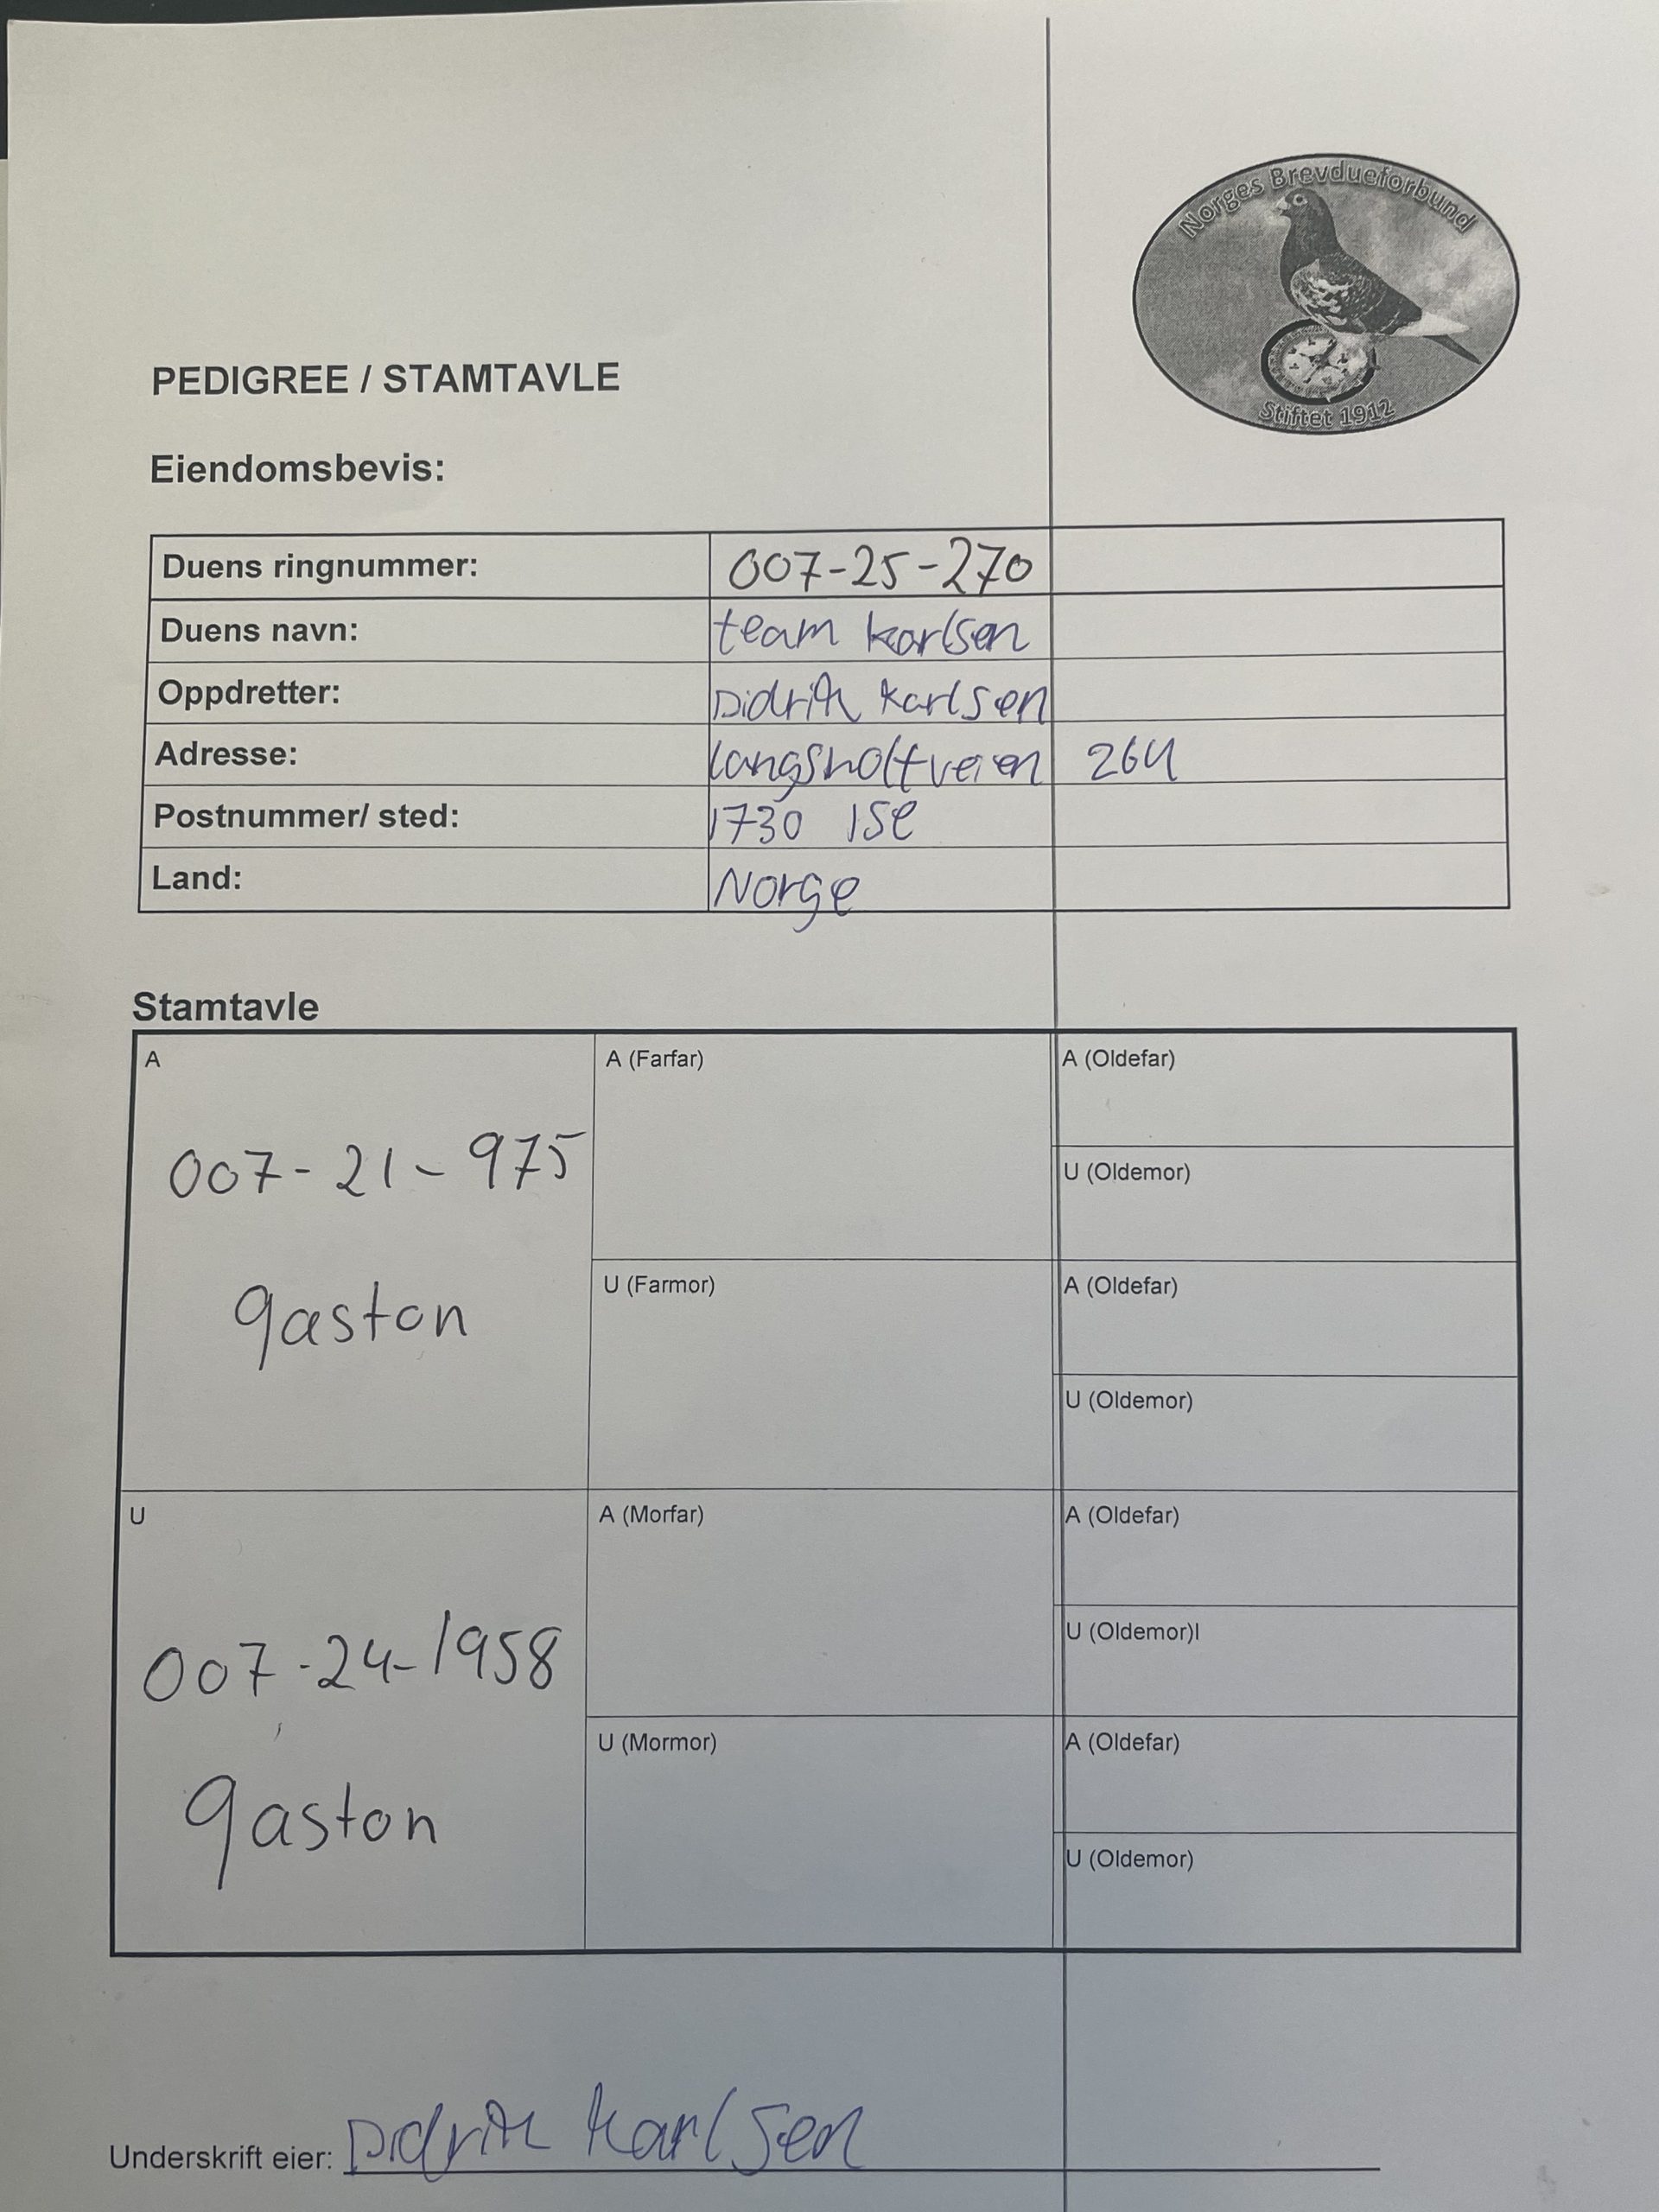 Norges Brevdueforbund
Stiftet 1912
PEDIGREE / STAMTAVLE
Eiendomsbevis:
Duens ringnummer: 007-25-270
Duens navn: team karlsen
Oppdretter: Didrik Karlsen
Adresse: langsholtveien 264
Postnummer/ sted: 1730 ISe
Land: Norge
Stamtavle
A
007-21-975
gaston
A (Farfar)
A (Oldefar)
U (Oldemor)
U (Farmor)
A (Oldefar)
U (Oldemor)
U
007-24-1958
gaston
A (Morfar)
A (Oldefar)
U (Oldemor)l
U (Mormor)
A (Oldefar)
U (Oldemor)
Underskrift eier: Didrik Karlsen